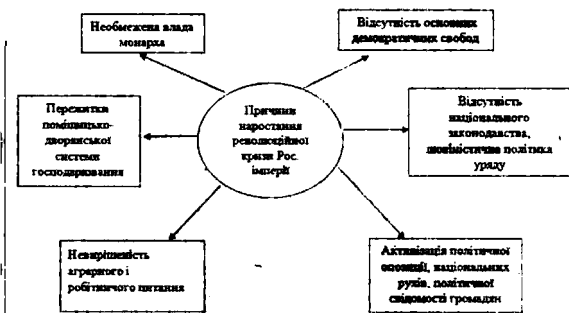 Необмежена влада
монарха
Відсутність основних
демократичних свобод
Пережитки
поміщицько-
дворянської
системи
господарювання
Причини
наростання
революційної
кризи Рос.
імперії
Відсутність
національного
законодавства,
шовіністична політика
уряду
Невирішеність
аграрного і
робітничого питання
Активізація політичної
опозиції, національних
рухів, політичної
свідомості громадян